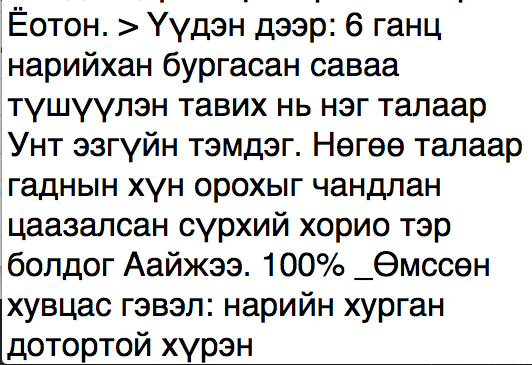 Ёотон. > Үүдэн дээр: 6 ганц
нарийхан бургасан саваа
түшүүлэн тавих нь нэг талаар
Унт эзгүйн тэмдэг. Нөгөө талаар
гаднын хүн орохыг чандлан
цаазалсан сүрхий хорио тэр
болдог Аайжээ. 100% _Өмссөн
хувцас гэвэл: нарийн хурган
дотортой хүрэн